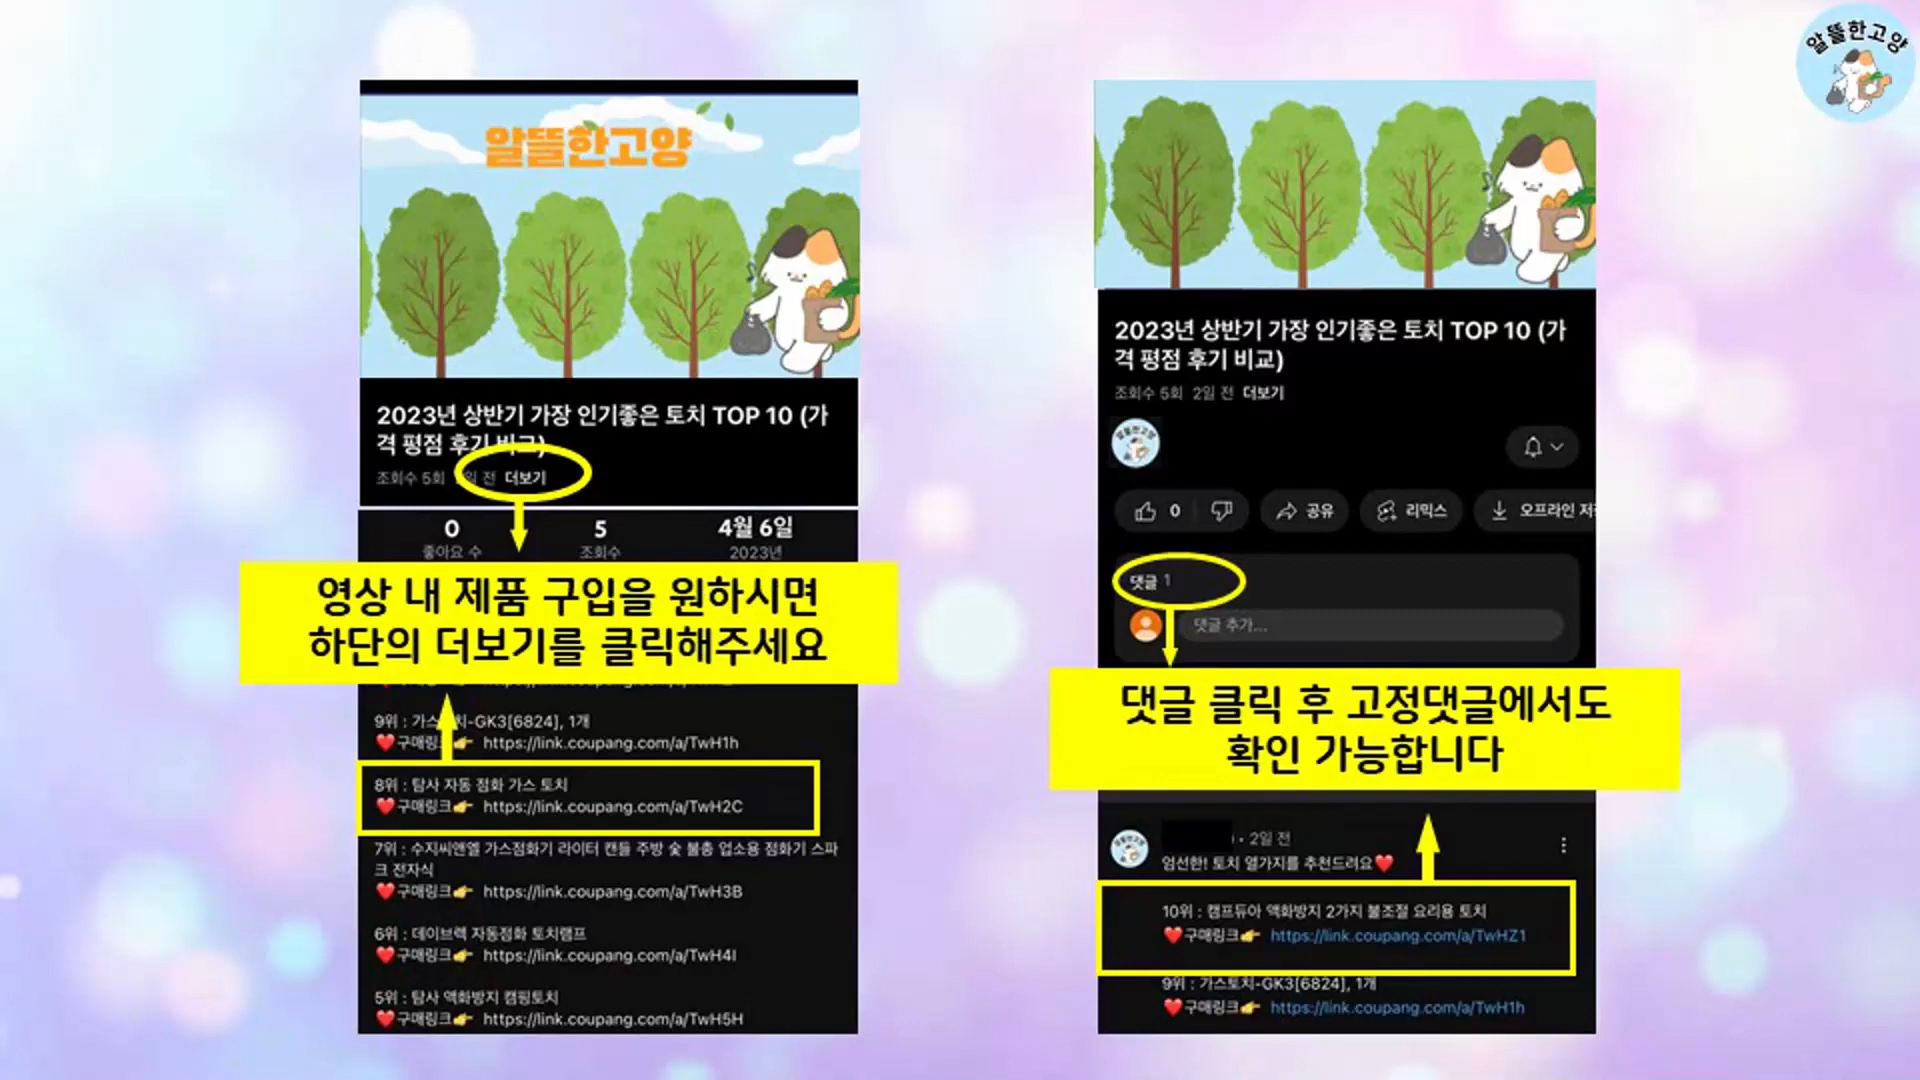 알뜰한고양
알뜰한고양
2023년 상반기 가장 인기좋은 토치 TOP 10 (가
격 평점 후기 비교)
조회수 5회 일 전 더보기
0 5 4월 6일
좋아요 수 조회수 2023년
영상 내 제품 구입을 원하시면
하단의 더보기를 클릭해주세요
9위 : 가스토치-GK3[6824], 1개
❤️구매링크👉 https://link.coupang.com/a/TwH1h
8위 : 탐사 자동 점화 가스 토치
❤️구매링크👉 https://link.coupang.com/a/TwH2C
7위 : 수지씨앤엘 가스점화기 라이터 캔들 주방 숯 불총 업소용 점화기 스파
크 전자식
❤️구매링크👉 https://link.coupang.com/a/TwH3B
6위 : 데이브렉 자동점화 토치램프
❤️구매링크👉 https://link.coupang.com/a/TwH4I
5위 : 탐사 액화방지 캠핑토치
❤️구매링크👉 https://link.coupang.com/a/TwH5H
2023년 상반기 가장 인기좋은 토치 TOP 10 (가
격 평점 후기 비교)
조회수 5회 2일 전 더보기
알뜰한고양
0 공유 리믹스 오프라인 저
댓글 1
댓글 추가...
댓글 클릭 후 고정댓글에서도
확인 가능합니다
알뜰한고양
• 2일 전
엄선한! 토치 열가지를 추천드려요❤️
10위 : 캠프듀아 액화방지 2가지 불조절 요리용 토치
❤️구매링크👉 https://link.coupang.com/a/TwHZ1
9위 : 가스토치-GK3[6824], 1개
❤️구매링크👉 https://link.coupang.com/a/TwH1h